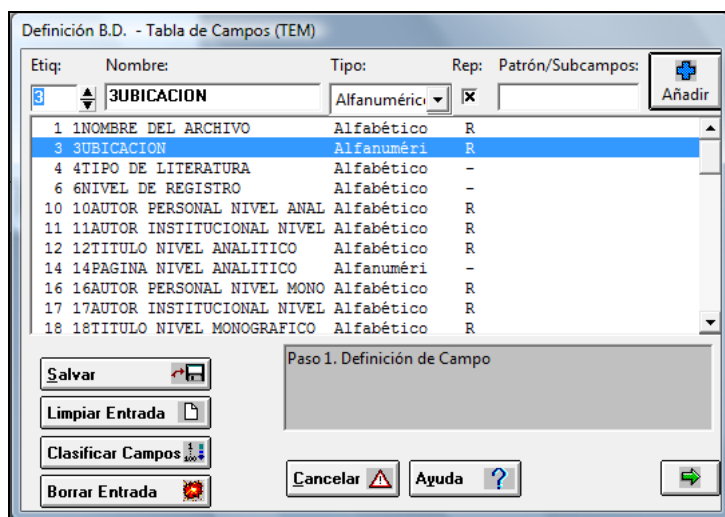 Definición B.D. - Tabla de Campos (TEM)
Etiq: Nombre: Tipo: Rep: Patrón/Subcampos:
3 3UBICACION Alfanuméric Añadir
1 1NOMBRE DEL ARCHIVO Alfabético R
3 3UBICACION Alfanuméri R
4 4TIPO DE LITERATURA Alfabético -
6 6NIVEL DE REGISTRO Alfabético -
10 10AUTOR PERSONAL NIVEL ANAL Alfabético R
11 11AUTOR INSTITUCIONAL NIVEL Alfabético R
12 12TITULO NIVEL ANALITICO Alfabético R
14 14PAGINA NIVEL ANALITICO Alfanuméri -
16 16AUTOR PERSONAL NIVEL MONO Alfabético R
17 17AUTOR INSTITUCIONAL NIVEL Alfabético R
18 18TITULO NIVEL MONOGRAFICO Alfabético R
Paso 1. Definición de Campo
Salvar
Limpiar Entrada
Clasificar Campos
Borrar Entrada
Cancelar Ayuda ?